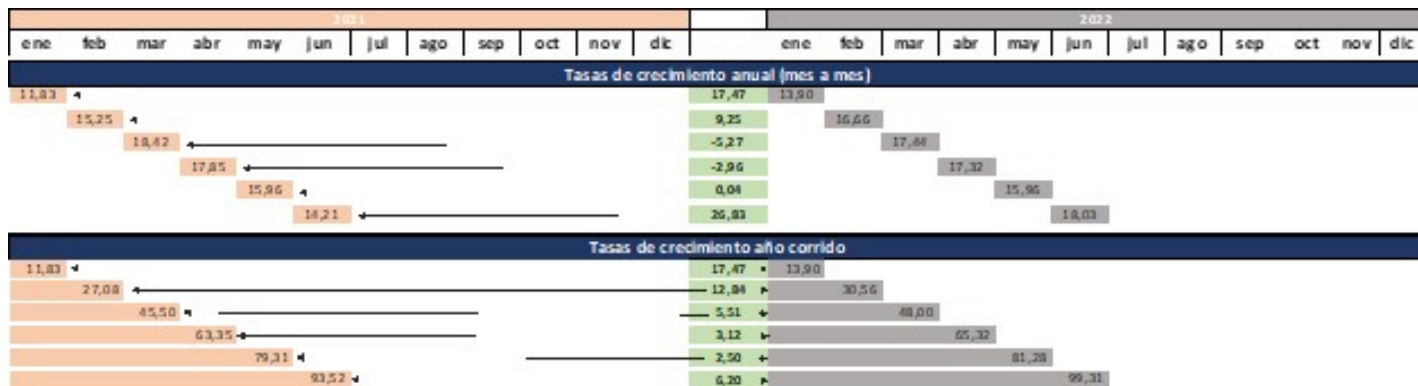 2021 2022
ene feb mar abr may jun jul ago sep oct nov dic ene feb mar abr may jun jul ago sep oct nov dic
Tasas de crecimiento anual (mes a mes)
11,83 17,47 13,90
15,25 9,25 16,66
18,42 -5,27 17,44
17,85 -2,96 17,32
15,96 0,04 15,96
14,21 26,83 18,03
Tasas de crecimiento año corrido
11,83 17,47 13,90
27,08 12,84 30,56
45,50 5,51 48,00
63,35 3,12 65,32
79,31 2,50 81,28
93,52 6,20 99,31